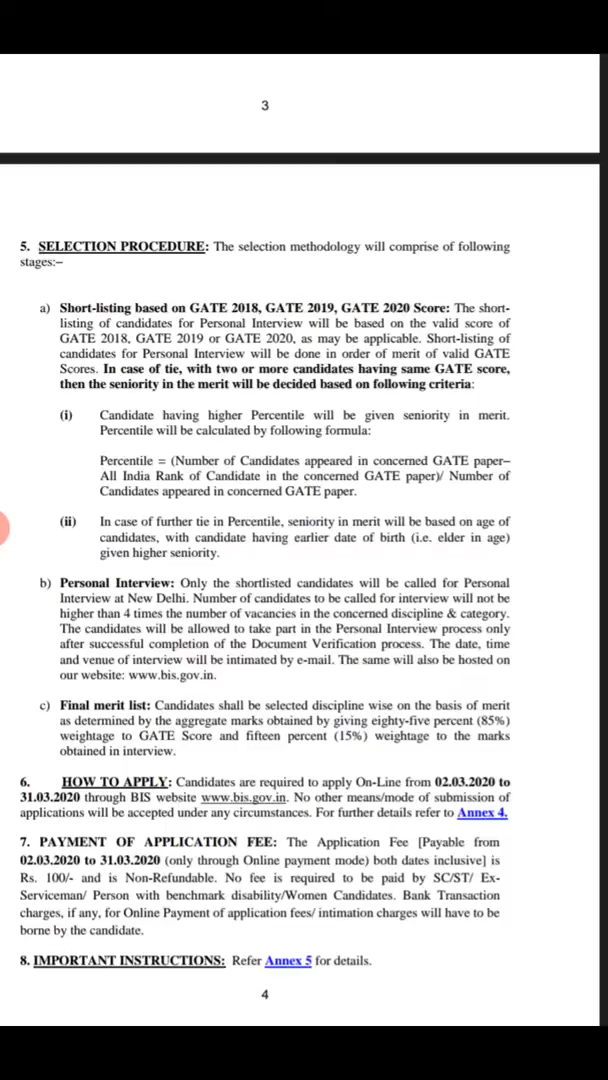 3
5. SELECTION PROCEDURE: The selection methodology will comprise of following
stages:–
a) Short-listing based on GATE 2018, GATE 2019, GATE 2020 Score: The short-
listing of candidates for Personal Interview will be based on the valid score of
GATE 2018, GATE 2019 or GATE 2020, as may be applicable. Short-listing of
candidates for Personal Interview will be done in order of merit of valid GATE
Scores. In case of tie, with two or more candidates having same GATE score,
then the seniority in the merit will be decided based on following criteria:
(i) Candidate having higher Percentile will be given seniority in merit.
Percentile will be calculated by following formula:
Percentile = (Number of Candidates appeared in concerned GATE paper–
All India Rank of Candidate in the concerned GATE paper)/ Number of
Candidates appeared in concerned GATE paper.
(ii) In case of further tie in Percentile, seniority in merit will be based on age of
candidates, with candidate having earlier date of birth (i.e. elder in age)
given higher seniority.
b) Personal Interview: Only the shortlisted candidates will be called for Personal
Interview at New Delhi. Number of candidates to be called for interview will not be
higher than 4 times the number of vacancies in the concerned discipline & category.
The candidates will be allowed to take part in the Personal Interview process only
after successful completion of the Document Verification process. The date, time
and venue of interview will be intimated by e-mail. The same will also be hosted on
our website: www.bis.gov.in.
c) Final merit list: Candidates shall be selected discipline wise on the basis of merit
as determined by the aggregate marks obtained by giving eighty-five percent (85%)
weightage to GATE Score and fifteen percent (15%) weightage to the marks
obtained in interview.
6. HOW TO APPLY: Candidates are required to apply On-Line from 02.03.2020 to
31.03.2020 through BIS website www.bis.gov.in. No other means/mode of submission of
applications will be accepted under any circumstances. For further details refer to Annex 4.
7. PAYMENT OF APPLICATION FEE: The Application Fee [Payable from
02.03.2020 to 31.03.2020 (only through Online payment mode) both dates inclusive] is
Rs. 100/- and is Non-Refundable. No fee is required to be paid by SC/ST/ Ex-
Serviceman/ Person with benchmark disability/Women Candidates. Bank Transaction
charges, if any, for Online Payment of application fees/ intimation charges will have to be
borne by the candidate.
8. IMPORTANT INSTRUCTIONS: Refer Annex 5 for details.
4